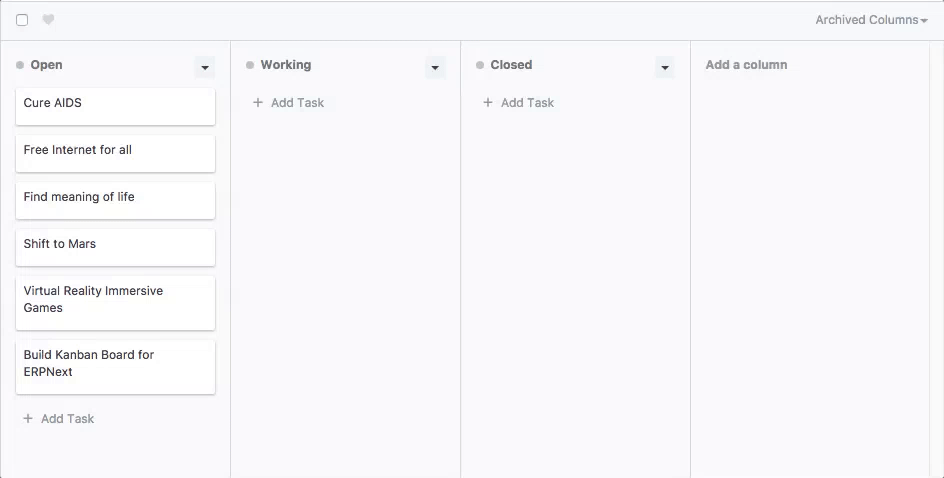 Archived Columns
Open
Cure AIDS
Free Internet for all
Find meaning of life
Shift to Mars
Virtual Reality Immersive
Games
Build Kanban Board for
ERPNext
+ Add Task
Working
+ Add Task
Closed
+ Add Task
Add a column